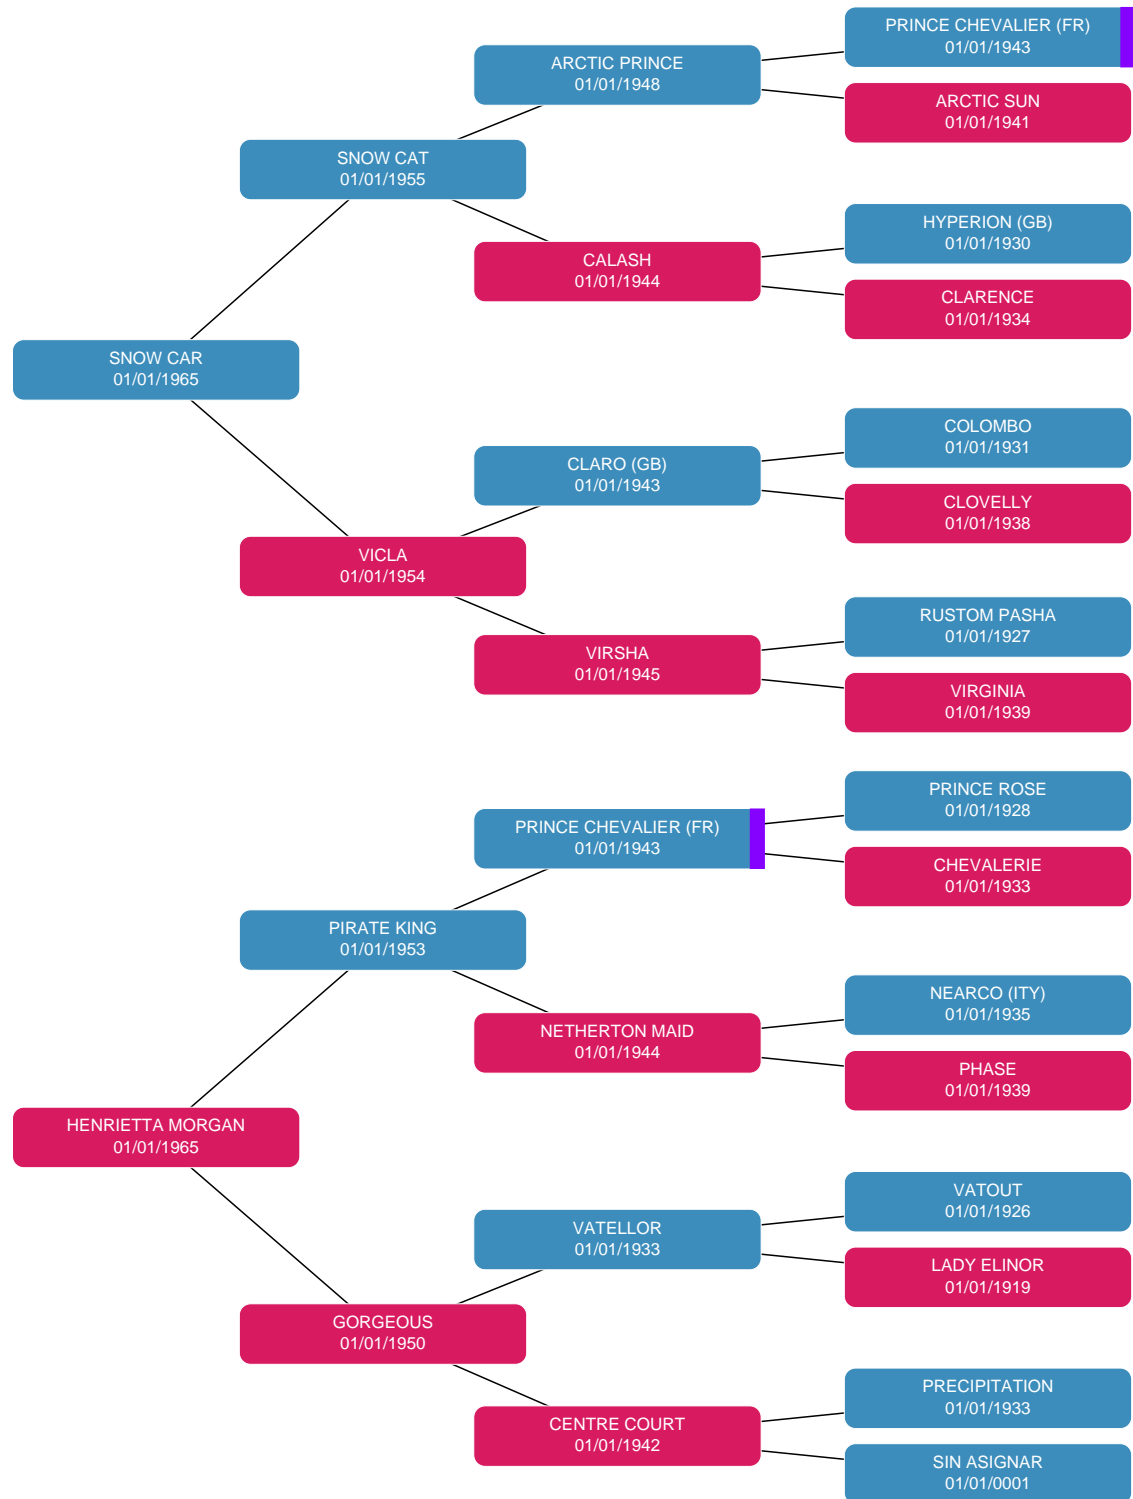 PRINCE CHEVALIER (FR)
01/01/1943
ARCTIC PRINCE
01/01/1948
ARCTIC SUN
01/01/1941
SNOW CAT
01/01/1955
HYPERION (GB)
01/01/1930
CALASH
01/01/1944
CLARENCE
01/01/1934
SNOW CAR
01/01/1965
COLOMBO
01/01/1931
CLARO (GB)
01/01/1943
CLOVELLY
01/01/1938
VICLA
01/01/1954
RUSTOM PASHA
01/01/1927
VIRSHA
01/01/1945
VIRGINIA
01/01/1939
PRINCE ROSE
01/01/1928
PRINCE CHEVALIER (FR)
01/01/1943
CHEVALERIE
01/01/1933
PIRATE KING
01/01/1953
NEARCO (ITY)
01/01/1935
NETHERTON MAID
01/01/1944
PHASE
01/01/1939
HENRIETTA MORGAN
01/01/1965
VATOUT
01/01/1926
VATELLOR
01/01/1933
LADY ELINOR
01/01/1919
GORGEOUS
01/01/1950
PRECIPITATION
01/01/1933
CENTRE COURT
01/01/1942
SIN ASIGNAR
01/01/0001